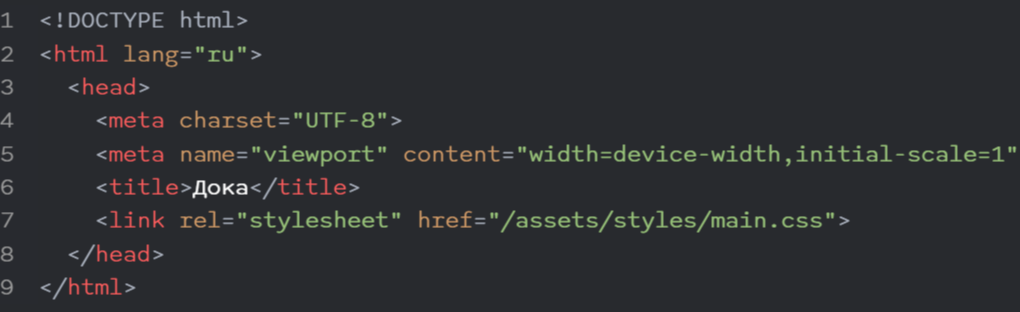 1 <!DOCTYPE html>
2 <html lang="ru">
3 <head>
4 <meta charset="UTF-8">
5 <meta name="viewport" content="width=device-width,initial-scale=1"
6 <title>Дока</title>
7 <link rel="stylesheet" href="/assets/styles/main.css">
8 </head>
9 </html>